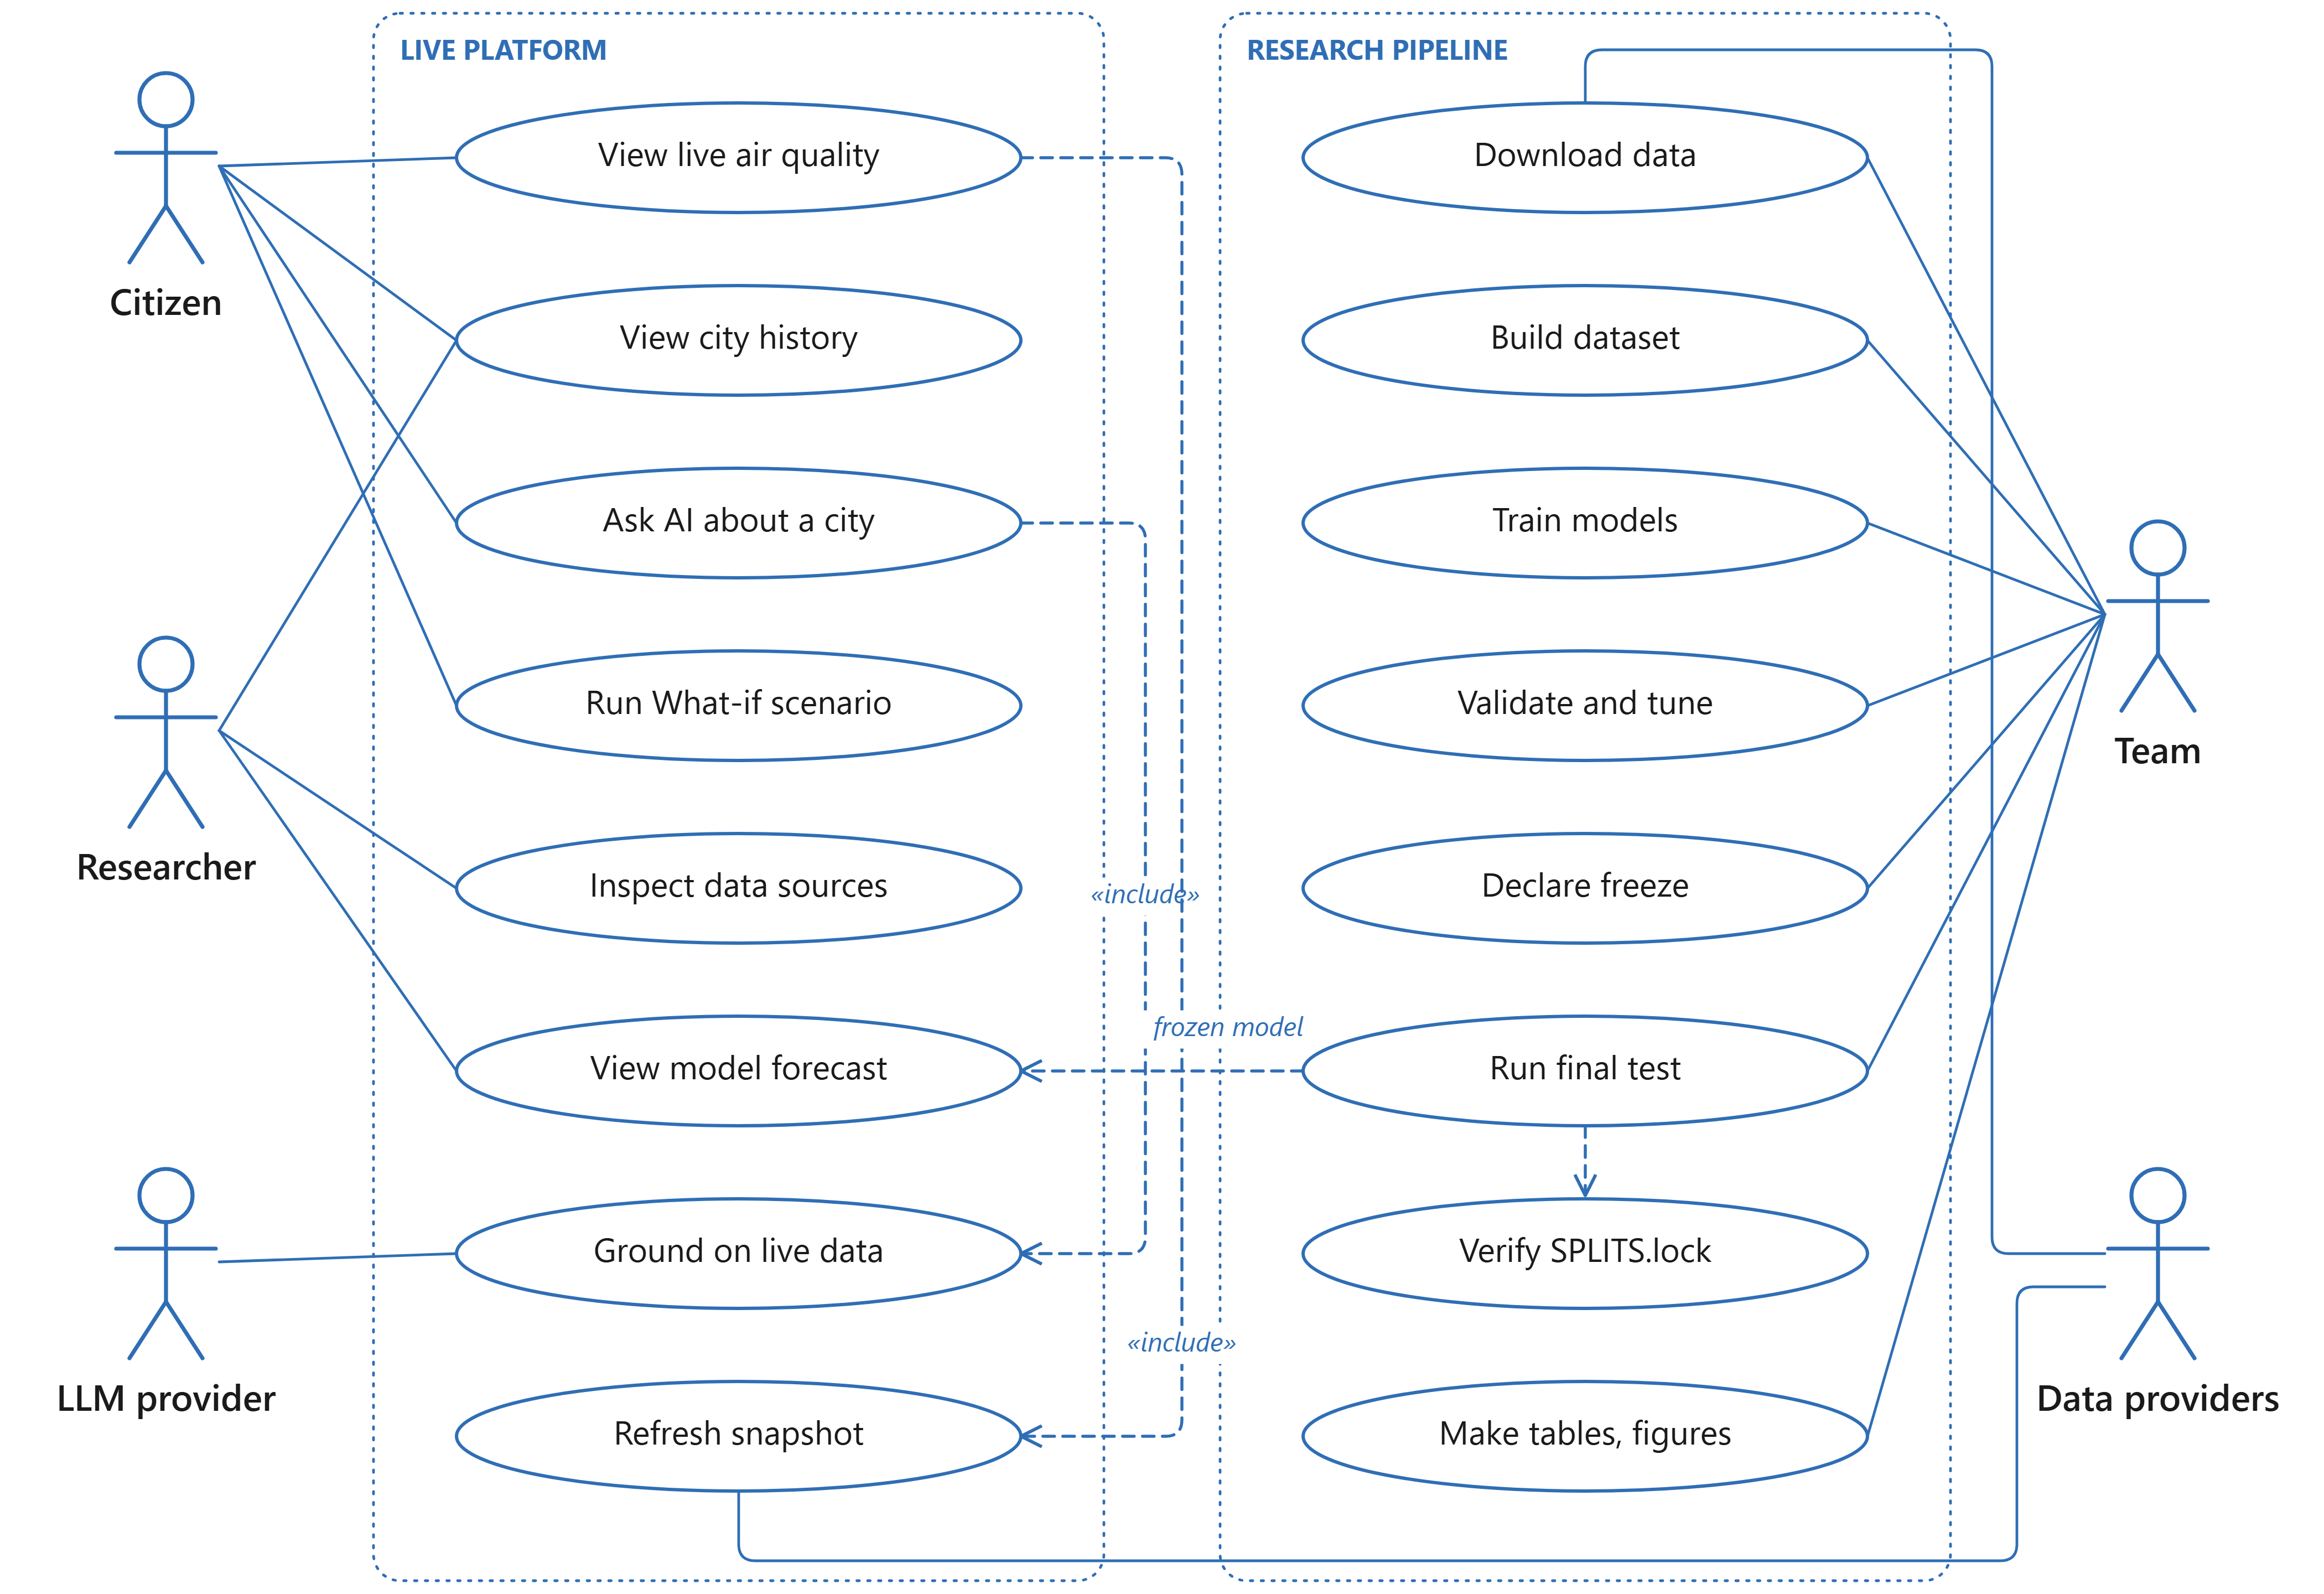 LIVE PLATFORM
RESEARCH PIPELINE
View live air quality
Download data
Citizen
View city history
Build dataset
Ask AI about a city
Train models
Run What-if scenario
Validate and tune
Team
Researcher
Inspect data sources
«include»
Declare freeze
frozen model
View model forecast
Run final test
Ground on live data
Verify SPLITS.lock
«include»
LLM provider
Data providers
Refresh snapshot
Make tables, figures